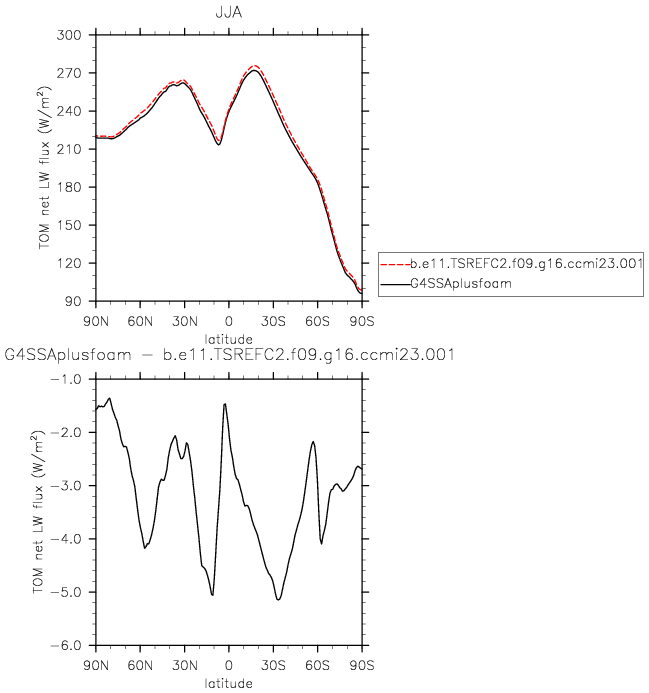 JJA
300
270
240
210
180
150
120
90
TOM net LW flux (W/m²)
90N 60N 30N 0 30S 60S 90S
latitude
b.e11.TSREFC2.f09.g16.ccmi23.001
G4SSAplusfoam
G4SSAplusfoam − b.e11.TSREFC2.f09.g16.ccmi23.001
−1.0
−2.0
−3.0
−4.0
−5.0
−6.0
TOM net LW flux (W/m²)
90N 60N 30N 0 30S 60S 90S
latitude